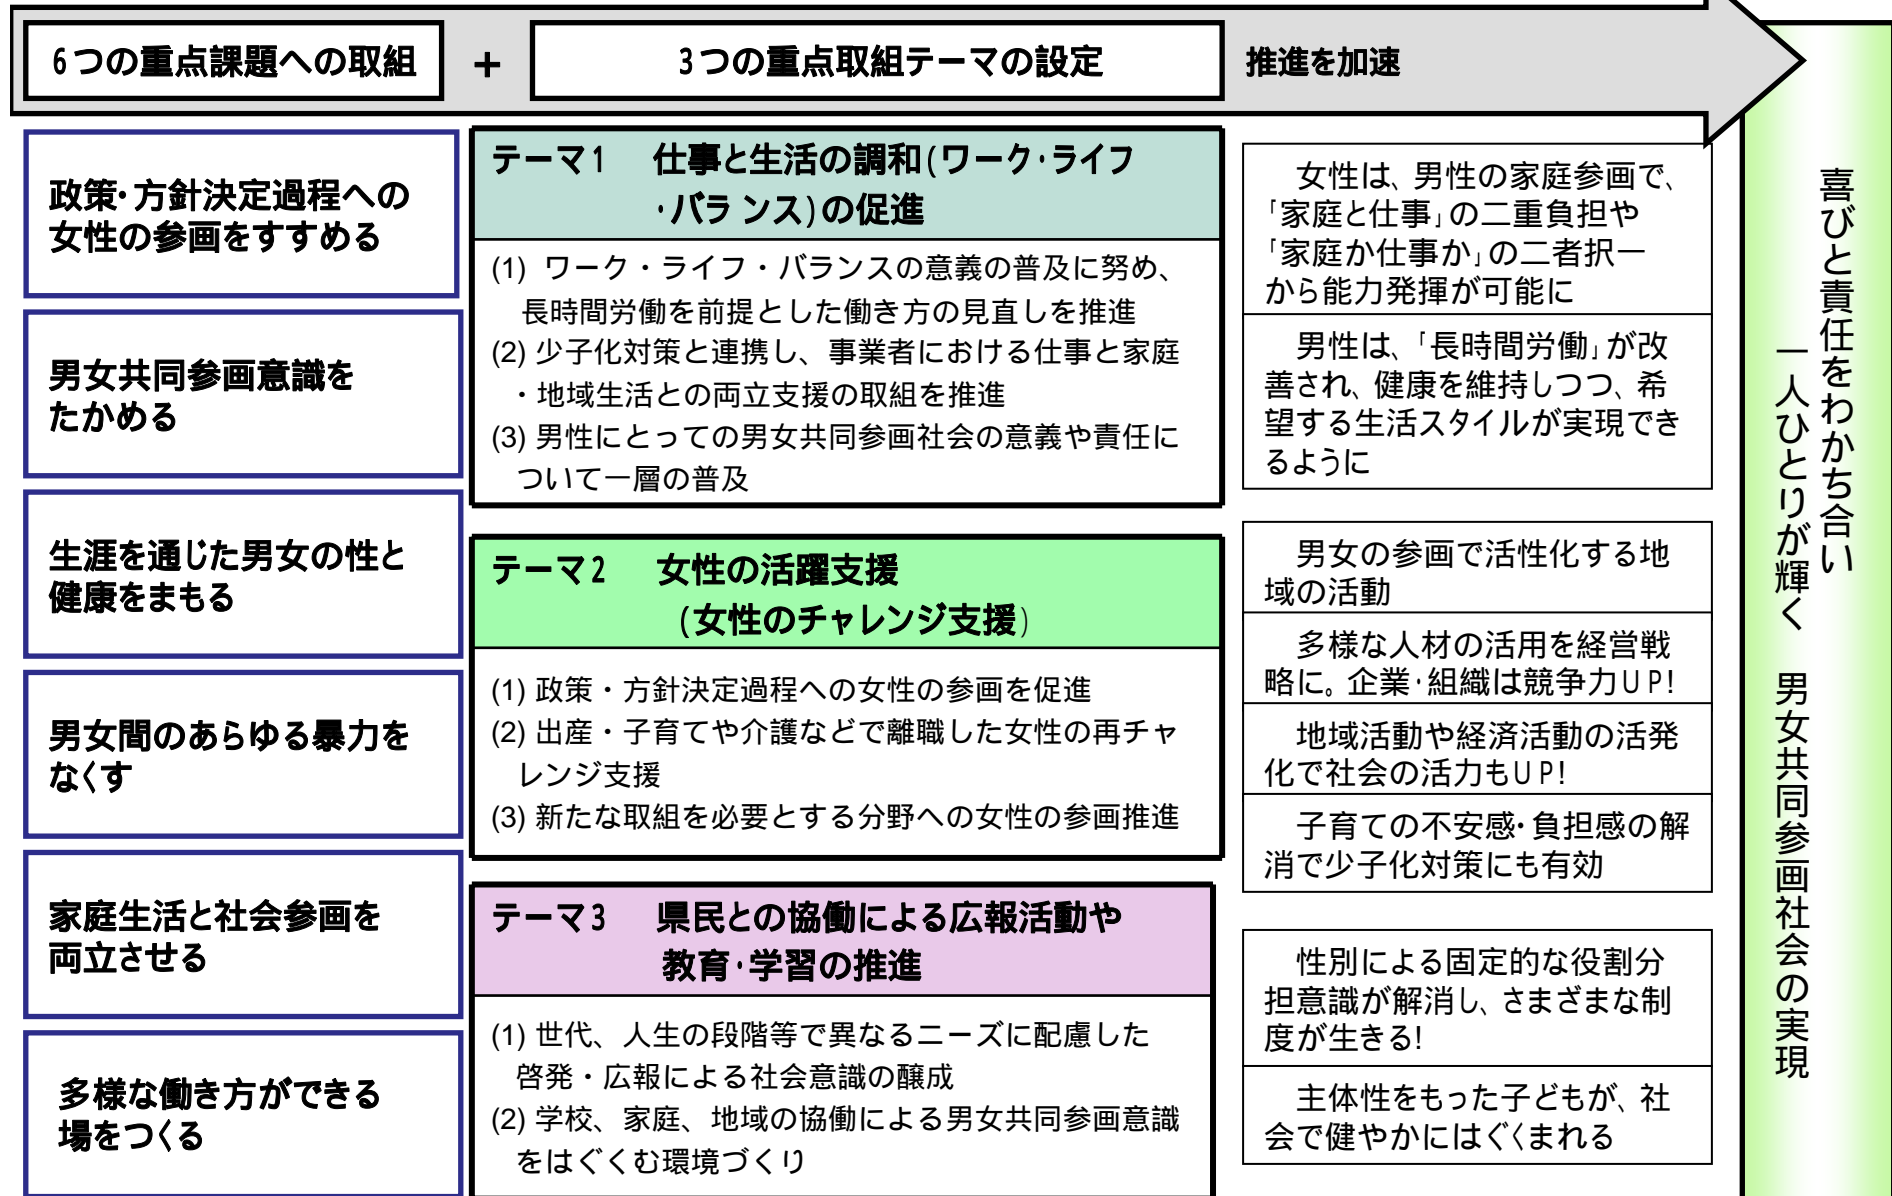 6つの重点課題への取組
+
3つの重点取組テーマの設定
推進を加速
政策・方針決定過程への
女性の参画をすすめる
男女共同参画意識を
たかめる
生涯を通じた男女の性と
健康をまもる
男女間のあらゆる暴力を
なくす
家庭生活と社会参画を
両立させる
多様な働き方ができる
場をつくる
テーマ1 仕事と生活の調和(ワーク・ライフ
・バランス)の促進
(1) ワーク・ライフ・バランスの意義の普及に努め、
長時間労働を前提とした働き方の見直しを推進
(2) 少子化対策と連携し、事業者における仕事と家庭
・地域生活との両立支援の取組を推進
(3) 男性にとっての男女共同参画社会の意義や責任に
ついて一層の普及
テーマ2 女性の活躍支援
(女性のチャレンジ支援)
(1) 政策・方針決定過程への女性の参画を促進
(2) 出産・子育てや介護などで離職した女性の再チャ
レンジ支援
(3) 新たな取組を必要とする分野への女性の参画推進
テーマ3 県民との協働による広報活動や
教育・学習の推進
(1) 世代、人生の段階等で異なるニーズに配慮した
啓発・広報による社会意識の醸成
(2) 学校、家庭、地域の協働による男女共同参画意識
をはぐくむ環境づくり
女性は、男性の家庭参画で、
「家庭と仕事」の二重負担や
「家庭か仕事か」の二者択一
から能力発揮が可能に
男性は、「長時間労働」が改
善され、健康を維持しつつ、希
望する生活スタイルが実現でき
るように
男女の参画で活性化する地
域の活動
多様な人材の活用を経営戦
略に。企業・組織は競争力UP!
地域活動や経済活動の活発
化で社会の活力もUP!
子育ての不安感・負担感の解
消で少子化対策にも有効
性別による固定的な役割分
担意識が解消し、さまざまな制
度が生きる!
主体性をもった子どもが、社
会で健やかにはぐくまれる
喜びと責任をわかち合い
一人ひとりが輝く 男女共同参画社会の実現